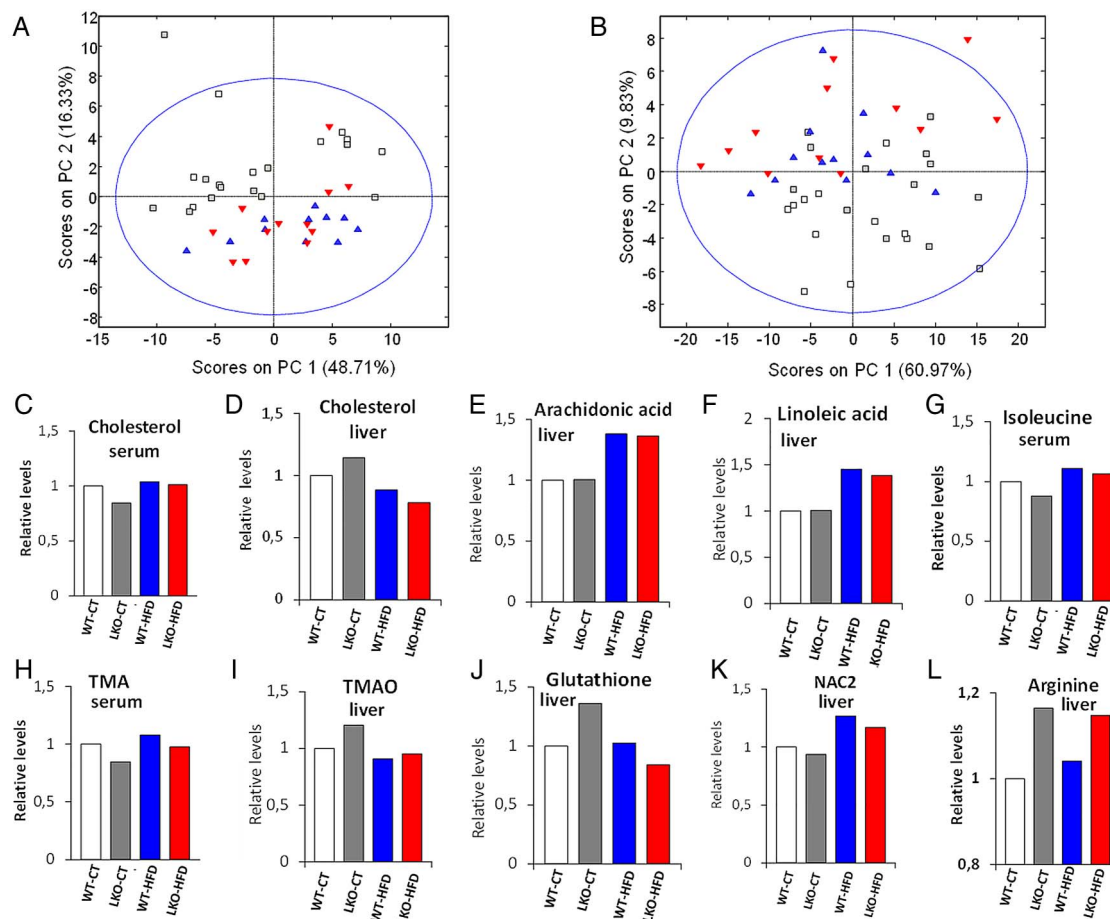 A
Scores on PC 2 (16.33%)
12
10
8
6
4
2
0
-2
-4
-6
-8
-15
-10
-5
0
5
10
Scores on PC 1 (48.71%)
B
Scores on PC 2 (9.83%)
8
6
4
2
0
-2
-4
-6
-8
-20
-15
-10
-5
0
5
10
15
20
Scores on PC 1 (60.97%)
C
Cholesterol
serum
Relative levels
1,5
1
0,5
0
WT-CT
LKO-CT
WT-HFD
LKO-HFD
D
Cholesterol
liver
Relative levels
1,5
1
0,5
0
WT-CT
LKO-CT
WT-HFD
LKO-HFD
E
Arachidonic acid
liver
Relative levels
1,5
1
0,5
0
WT-CT
LKO-CT
WT-HFD
LKO-HFD
F
Linoleic acid
liver
Relative levels
2
1,5
1
0,5
0
WT-CT
LKO-CT
WT-HFD
KO-HFD
G
Isoleucine
serum
Relative levels
1,5
1
0,5
0
WT-CT
LKO-CT
WT-HFD
LKO-HFD
H
TMA
serum
Relative levels
1,5
1
0,5
0
WT-CT
LKO-CT
WT-HFD
LKO-HFD
I
TMAO
liver
Relative levels
1,5
1
0,5
0
WT-CT
LKO-CT
WT-HFD
KO-HFD
J
Glutathione
liver
Relative levels
1,5
1
0,5
0
WT-CT
LKO-CT
WT-HFD
LKO-HFD
K
NAC2
liver
Relative levels
1,5
1
0,5
0
WT-CT
LKO-CT
WT-HFD
LKO-HFD
L
Arginine
liver
Relative levels
1,2
1
0,8
WT-CT
LKO-CT
WT-HFD
LKO-HFD